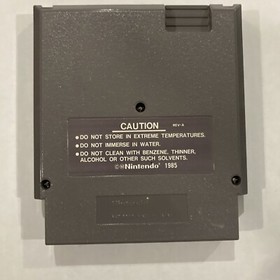 CAUTION REV-A
• DO NOT STORE IN EXTREME TEMPERATURES.
• DO NOT IMMERSE IN WATER.
• DO NOT CLEAN WITH BENZENE, THINNER,
ALCOHOL OR OTHER SUCH SOLVENTS.
©® Nintendo 1985